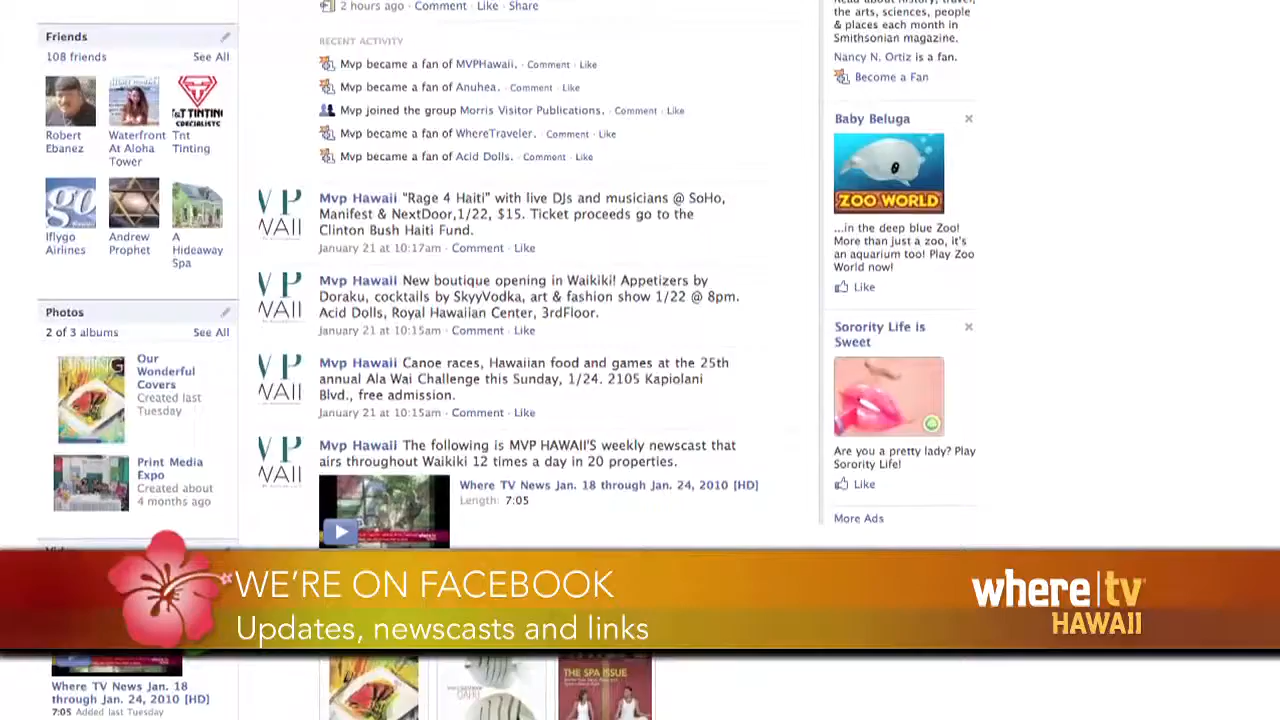 Friends
108 friends See All
Robert
Ebanez
Waterfront
At Aloha
Tower
Tnt
Tinting
T&T TINTING
SPECIALISTS
go
Iflygo
Airlines
Andrew
Prophet
A
Hideaway
Spa
Photos
2 of 3 albums See All
Our
Wonderful
Covers
Created last
Tuesday
Print Media
Expo
Created about
4 months ago
2 hours ago · Comment · Like · Share
RECENT ACTIVITY
Mvp became a fan of MVPHawaii. · Comment · Like
Mvp became a fan of Anuhea. · Comment · Like
Mvp joined the group Morris Visitor Publications. · Comment · Like
Mvp became a fan of WhereTraveler. · Comment · Like
Mvp became a fan of Acid Dolls. · Comment · Like
VP
WAII
Mvp Hawaii "Rage 4 Haiti" with live DJs and musicians @ SoHo,
Manifest & NextDoor,1/22, $15. Ticket proceeds go to the
Clinton Bush Haiti Fund.
January 21 at 10:17am · Comment · Like
VP
WAII
Mvp Hawaii New boutique opening in Waikiki! Appetizers by
Doraku, cocktails by SkyyVodka, art & fashion show 1/22 @ 8pm.
Acid Dolls, Royal Hawaiian Center, 3rdFloor.
January 21 at 10:15am · Comment · Like
VP
WAII
Mvp Hawaii Canoe races, Hawaiian food and games at the 25th
annual Ala Wai Challenge this Sunday, 1/24. 2105 Kapiolani
Blvd., free admission.
January 21 at 10:15am · Comment · Like
VP
WAII
Mvp Hawaii The following is MVP HAWAII'S weekly newscast that
airs throughout Waikiki 12 times a day in 20 properties.
Where TV News Jan. 18 through Jan. 24, 2010 [HD]
Length: 7:05
the arts, sciences, people
& places each month in
Smithsonian magazine.
Nancy N. Ortiz is a fan.
Become a Fan
Baby Beluga
ZOO WORLD
...in the deep blue Zoo!
More than just a zoo, it's
an aquarium too! Play Zoo
World now!
Like
Sorority Life is
Sweet
Are you a pretty lady? Play
Sorority Life!
Like
More Ads
WE'RE ON FACEBOOK
Updates, newscasts and links
where|tv
HAWAII
Where TV News Jan. 18
through Jan. 24, 2010 [HD]
7:05 Added last Tuesday
THE SPA ISSUE